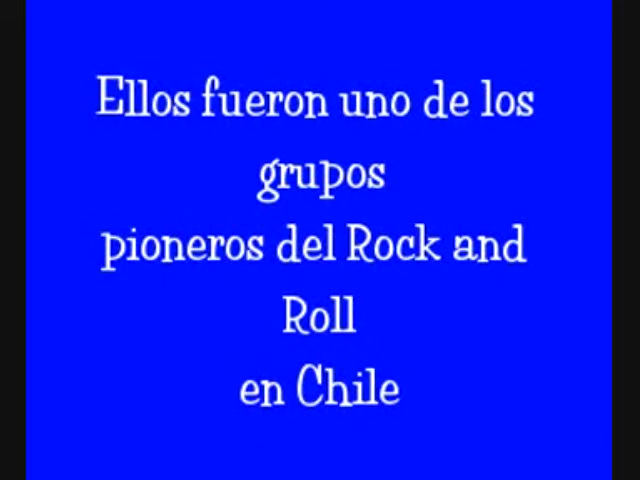 Ellos fueron uno de los
grupos
pioneros del Rock and
Roll
en Chile